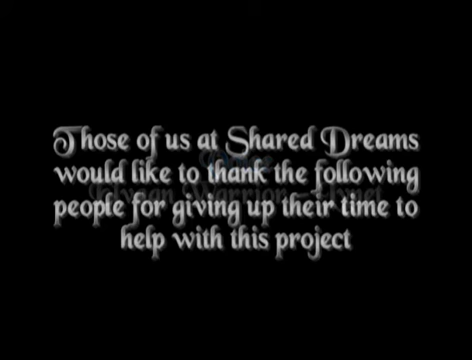 Those of us at Shared Dreams
would like to thank the following
people for giving up their time to
help with this project